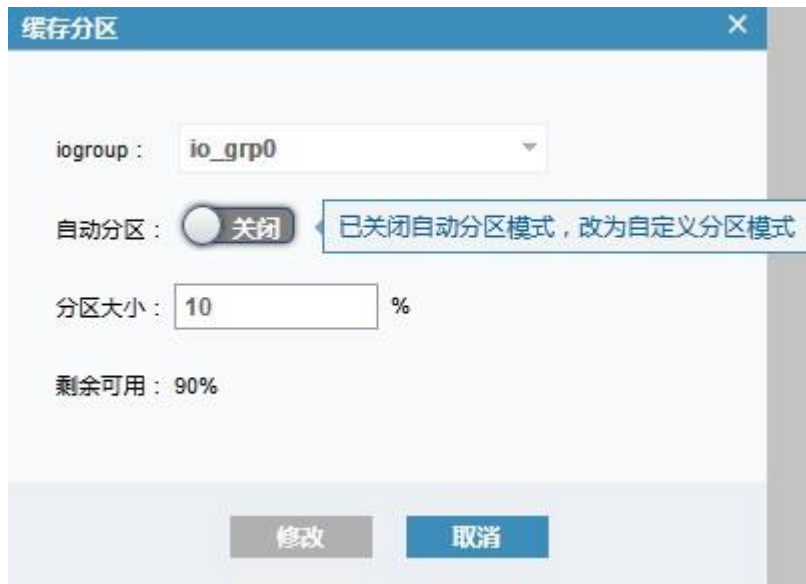 缓存分区
iogroup： io_grp0
自动分区： 关闭 已关闭自动分区模式，改为自定义分区模式
分区大小： 10 %
剩余可用： 90%
修改 取消